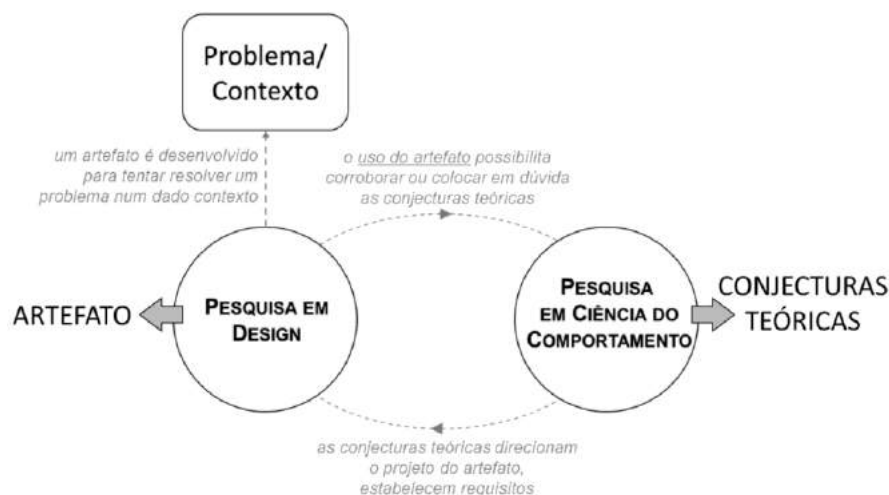 Problema/
Contexto
um artefato é desenvolvido
para tentar resolver um
problema num dado contexto
o uso do artefato possibilita
corroborar ou colocar em dúvida
as conjecturas teóricas
ARTEFATO
PESQUISA EM
DESIGN
PESQUISA
EM CIÊNCIA DO
COMPORTAMENTO
CONJECTURAS
TEÓRICAS
as conjecturas teóricas direcionam
o projeto do artefato,
estabelecem requisitos